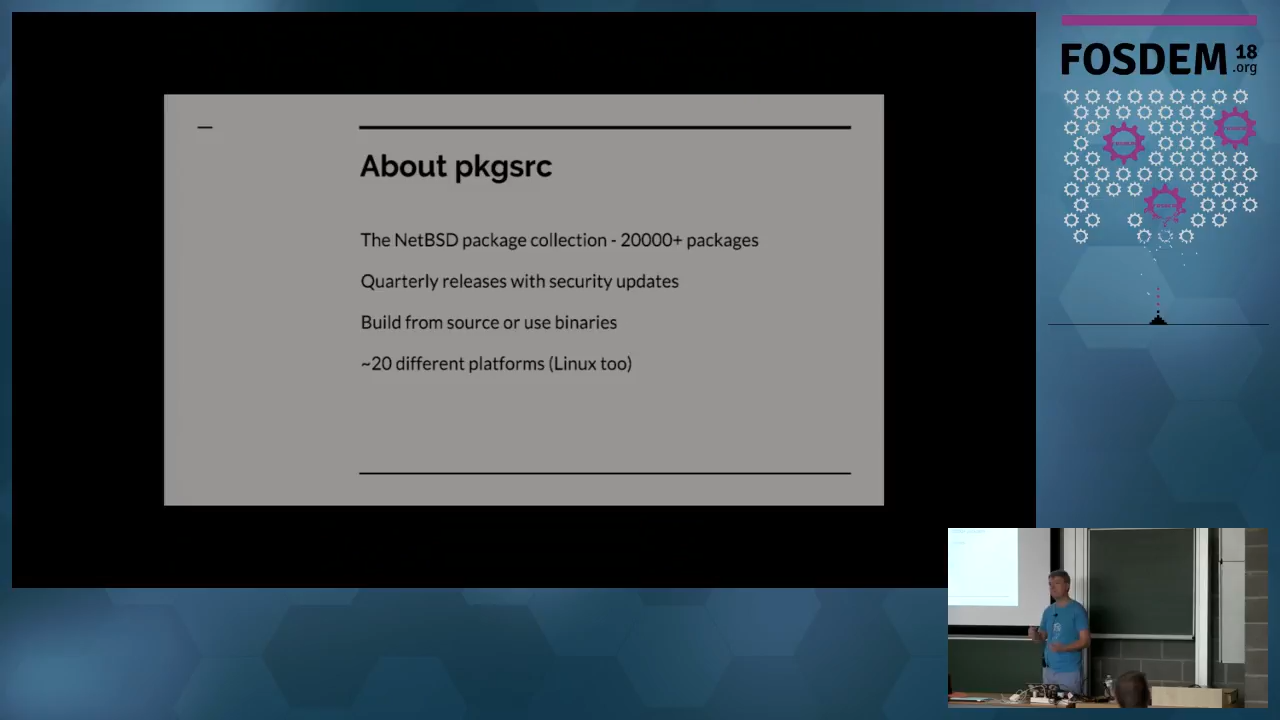 About pkgsrc
The NetBSD package collection - 20000+ packages
Quarterly releases with security updates
Build from source or use binaries
~20 different platforms (Linux too)
FOSDEM 18
.org